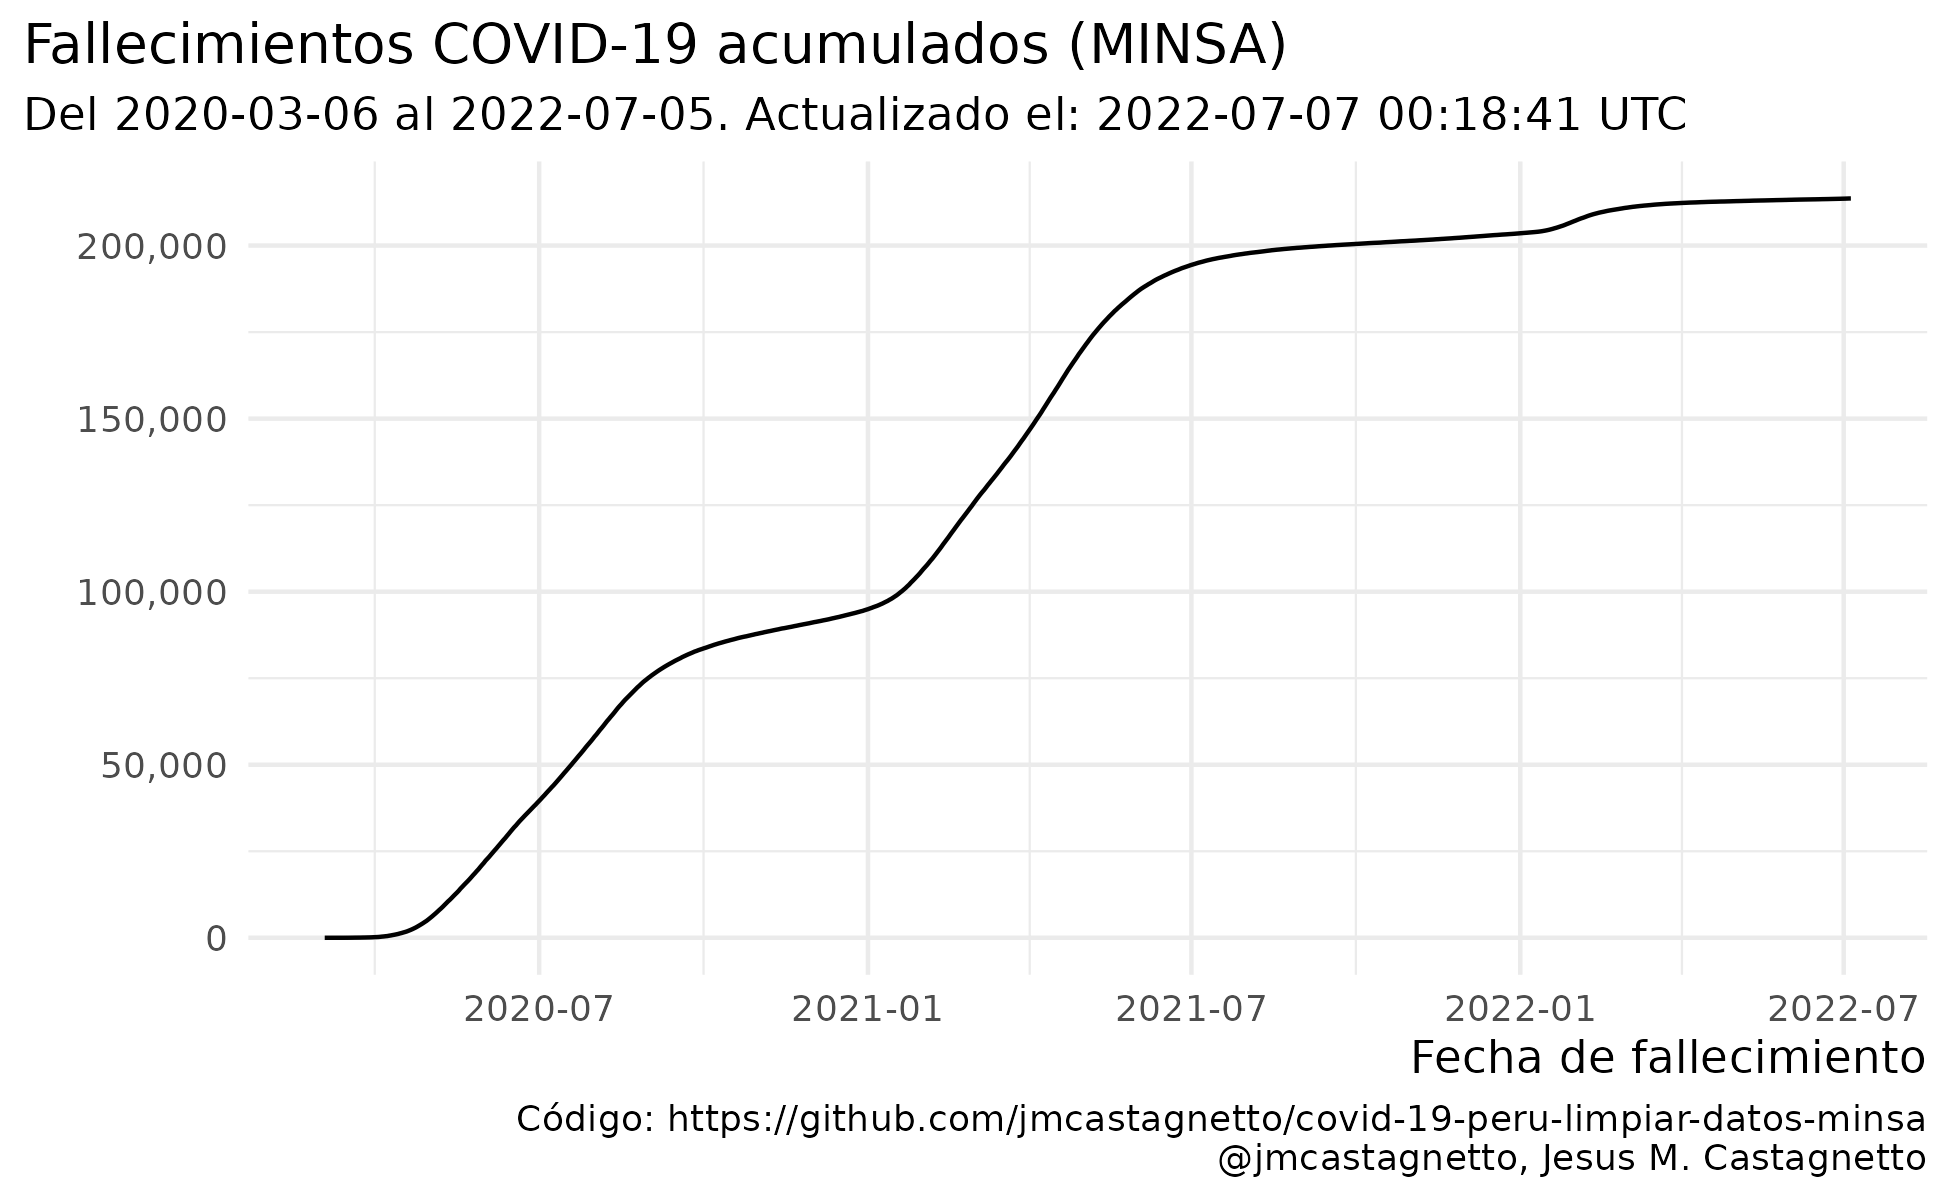 Fallecimientos COVID-19 acumulados (MINSA)
Del 2020-03-06 al 2022-07-05. Actualizado el: 2022-07-07 00:18:41 UTC
200,000
150,000
100,000
50,000
0
2020-07 2021-01 2021-07 2022-01 2022-07
Fecha de fallecimiento
Código: https://github.com/jmcastagnetto/covid-19-peru-limpiar-datos-minsa
@jmcastagnetto, Jesus M. Castagnetto